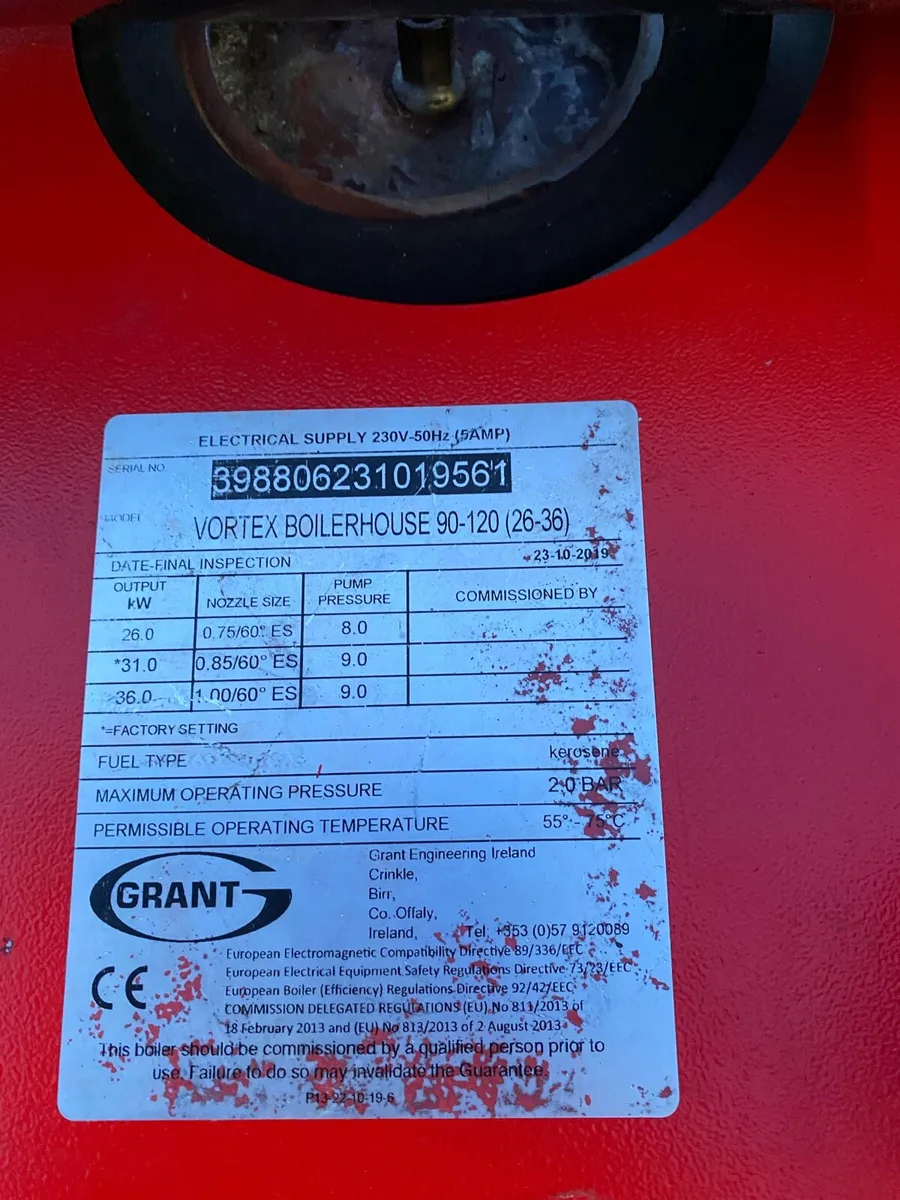 ELECTRICAL SUPPLY 230V-50Hz (5AMP)
SERIAL NO. 398806231019561
MODEL VORTEX BOILERHOUSE 90-120 (26-36)
DATE-FINAL INSPECTION 23-10-2019
OUTPUT kW NOZZLE SIZE PUMP PRESSURE COMMISSIONED BY
26.0 0.75/60° ES 8.0
*31.0 0.85/60° ES 9.0
36.0 1.00/60° ES 9.0
*=FACTORY SETTING
FUEL TYPE kerosene
MAXIMUM OPERATING PRESSURE 2.0 BAR
PERMISSIBLE OPERATING TEMPERATURE 55° - 75°C
GRANT
Grant Engineering Ireland
Crinkle,
Birr,
Co. Offaly,
Ireland, Tel: +353 (0)57 9120089
CE
European Electromagnetic Compatibility Directive 89/336/EEC
European Electrical Equipment Safety Regulations Directive 73/23/EEC
European Boiler (Efficiency) Regulations Directive 92/42/EEC
COMMISSION DELEGATED REGULATIONS (EU) No 811/2013 of
18 February 2013 and (EU) No 813/2013 of 2 August 2013
This boiler should be commissioned by a qualified person prior to
use. Failure to do so may invalidate the Guarantee.
P13-22-10-19-6